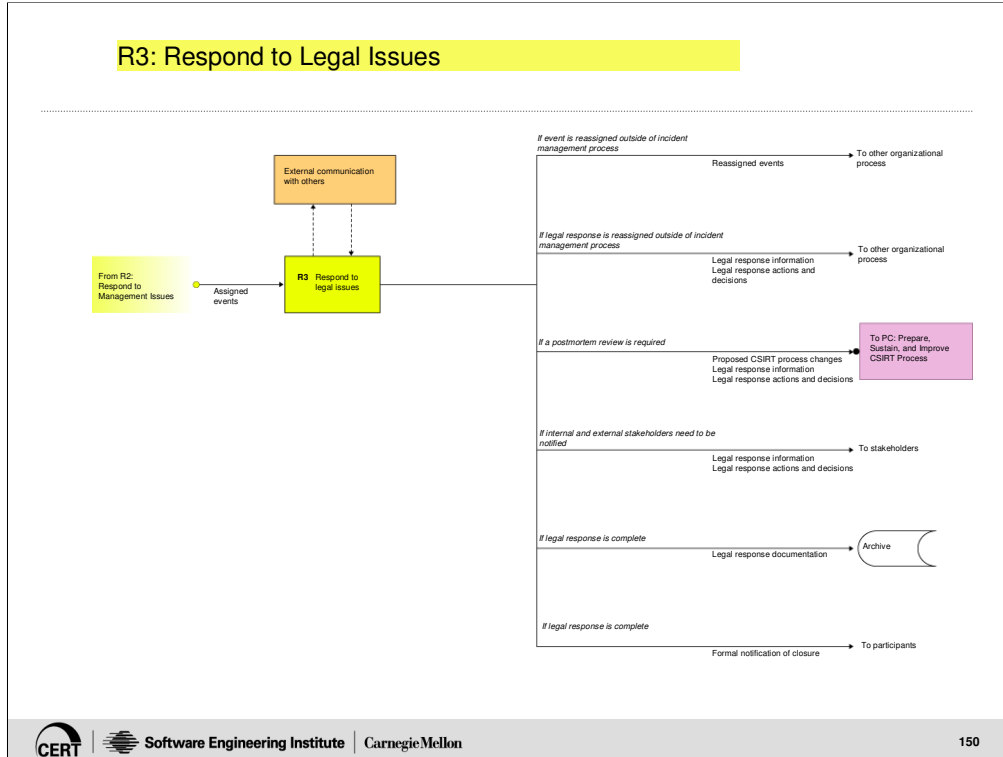 R3: Respond to Legal Issues
External communication
with others
From R2:
Respond to
Management Issues
Assigned
events
R3 Respond to
legal issues
If event is reassigned outside of incident
management process
Reassigned events
To other organizational
process
If legal response is reassigned outside of incident
management process
Legal response information
Legal response actions and
decisions
To other organizational
process
If a postmortem review is required
Proposed CSIRT process changes
Legal response information
Legal response actions and decisions
To PC: Prepare,
Sustain, and Improve
CSIRT Process
If internal and external stakeholders need to be
notified
Legal response information
Legal response actions and decisions
To stakeholders
If legal response is complete
Legal response documentation
Archive
If legal response is complete
Formal notification of closure
To participants
CERT
Software Engineering Institute
Carnegie Mellon
150